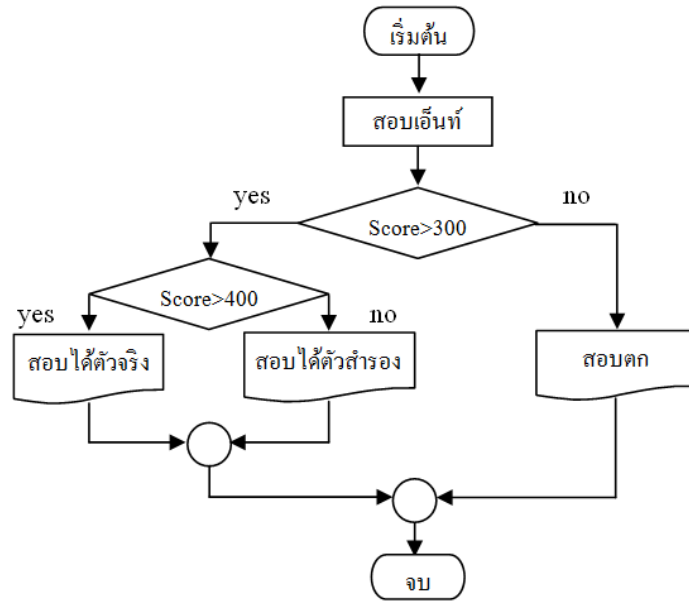 เริ่มต้น
สอบเอ็นท์
yes
no
Score>300
Score>400
yes
no
สอบได้ตัวจริง
สอบได้ตัวสำรอง
สอบตก
จบ